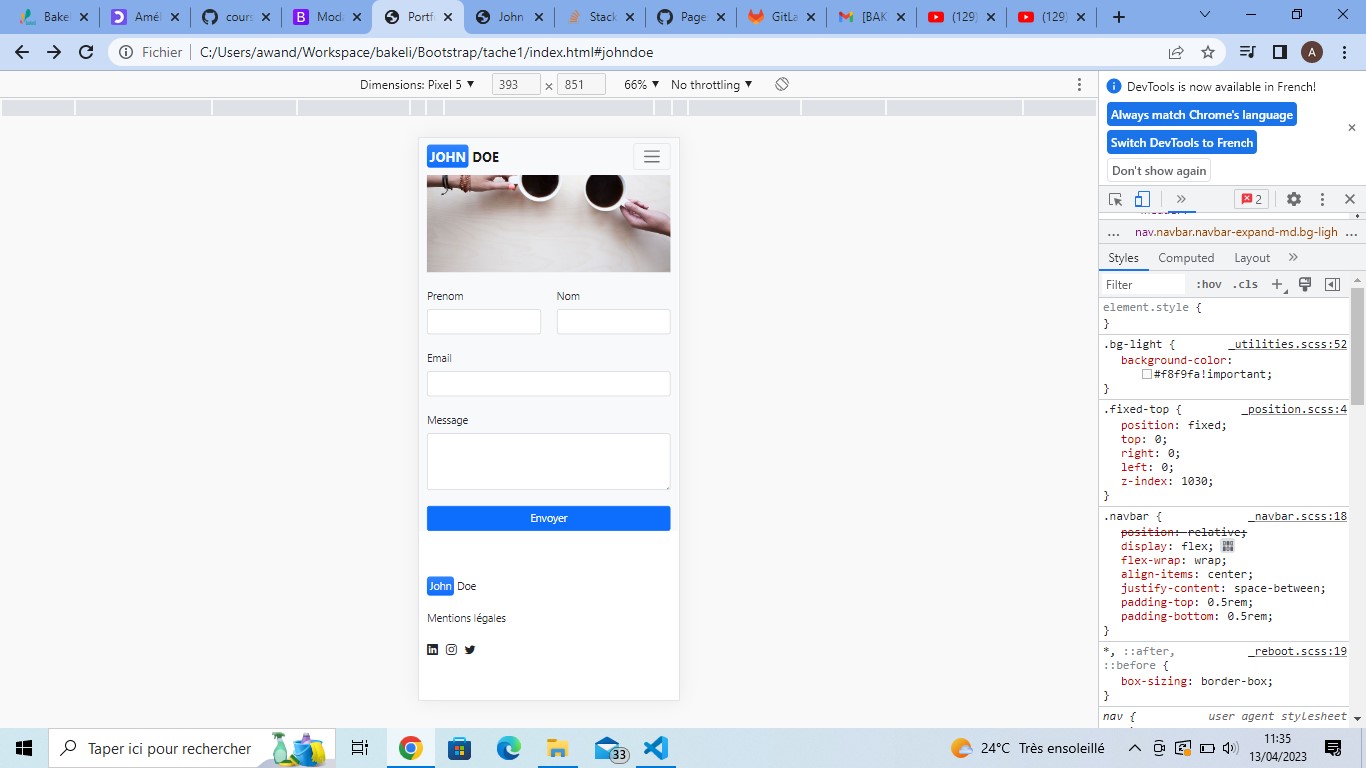 Bakeli
Amél
cours
Moda
Portfo
John
Stack
Page
GitLa
[BAK
(129)
(129)
Fichier
C:/Users/awand/Workspace/bakeli/Bootstrap/tache1/index.html#johndoe
A
Dimensions: Pixel 5
393
×
851
66%
No throttling
DevTools is now available in French!
Always match Chrome's language
Switch DevTools to French
Don't show again
2
... nav.navbar.navbar-expand-md.bg-ligh ...
Styles
Computed
Layout
Filter
:hov
.cls
element.style {
}
.bg-light {
_utilities.scss:52
background-color:
#f8f9fa!important;
}
.fixed-top {
_position.scss:4
position: fixed;
top: 0;
right: 0;
left: 0;
z-index: 1030;
}
.navbar {
_navbar.scss:18
position: relative;
display: flex;
flex-wrap: wrap;
align-items: center;
justify-content: space-between;
padding-top: 0.5rem;
padding-bottom: 0.5rem;
}
*, ::after,
_reboot.scss:19
::before {
box-sizing: border-box;
}
nav {
user agent stylesheet
JOHN DOE
Prenom
Nom
Email
Message
Envoyer
John Doe
Mentions légales
Taper ici pour rechercher
33
24°C Très ensoleillé
11:35
13/04/2023